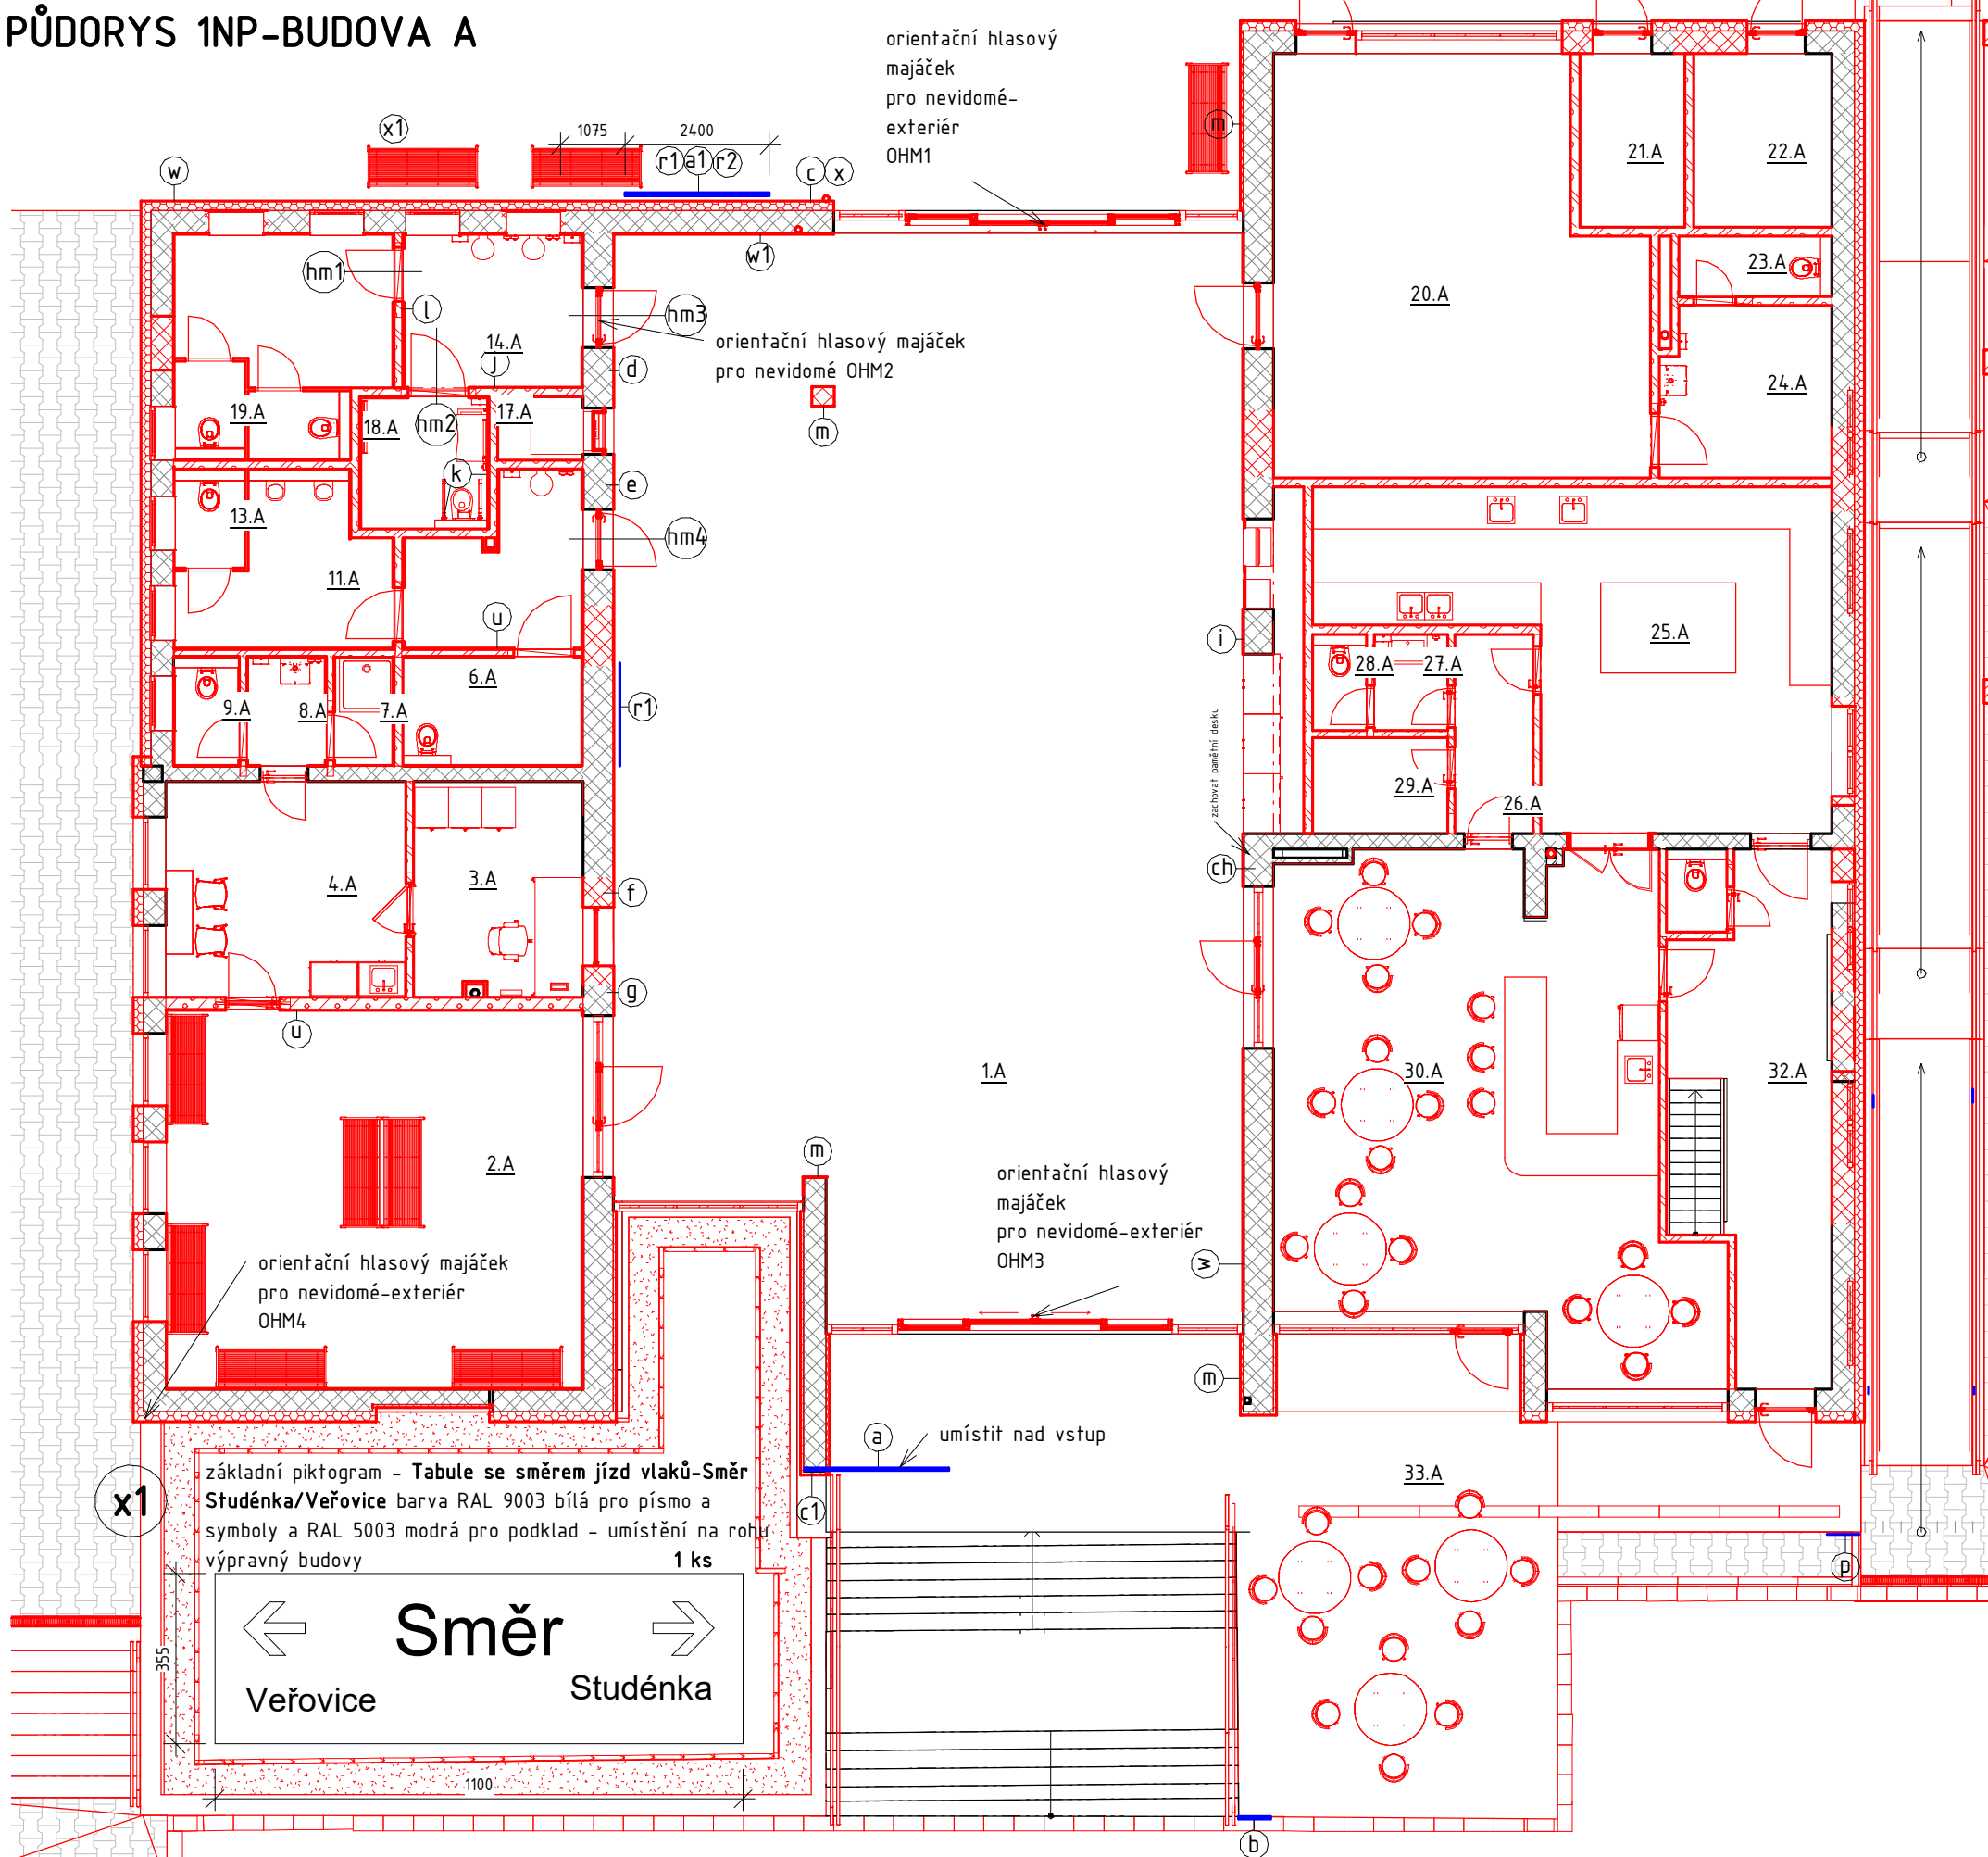 PŮDORYS 1NP-BUDOVA A
orientační hlasový
majáček
pro nevidomé-
exteriér
OHM1
x1
1075
2400
r1
a1
r2
w
c
x
m
21.A
22.A
w1
hm1
23.A
l
hm3
20.A
14.A
orientační hlasový majáček
pro nevidomé OHM2
j
d
24.A
19.A
18.A
hm2
17.A
m
k
e
13.A
hm4
11.A
u
i
25.A
6.A
28.A
27.A
9.A
8.A
7.A
r1
zachovat pamětní desku
29.A
26.A
ch
4.A
3.A
f
g
u
1.A
30.A
32.A
2.A
m
orientační hlasový
majáček
pro nevidomé-exteriér
OHM3
w
orientační hlasový majáček
pro nevidomé-exteriér
OHM4
m
a
umístit nad vstup
33.A
x1
základní piktogram - Tabule se směrem jízd vlaků-Směr
Studénka/Veřovice barva RAL 9003 bílá pro písmo a
symboly a RAL 5003 modrá pro podklad - umístění na rohu
výpravný budovy 1 ks
c1
p
Směr
Veřovice
Studénka
355
1100
b